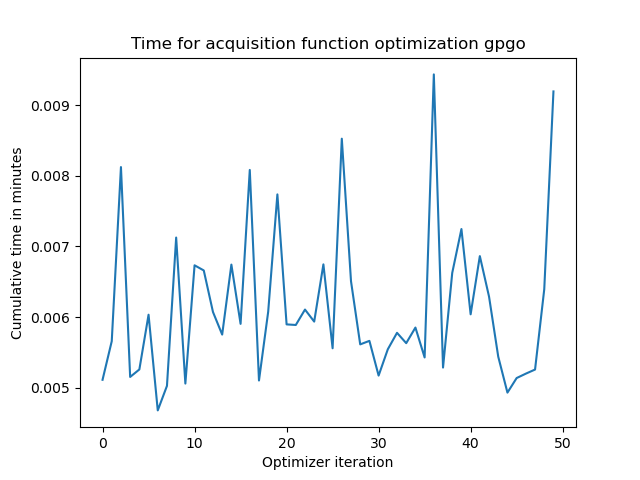 Time for acquisition function optimization gpgo
0.009
0.008
0.007
0.006
0.005
Cumulative time in minutes
0 10 20 30 40 50
Optimizer iteration